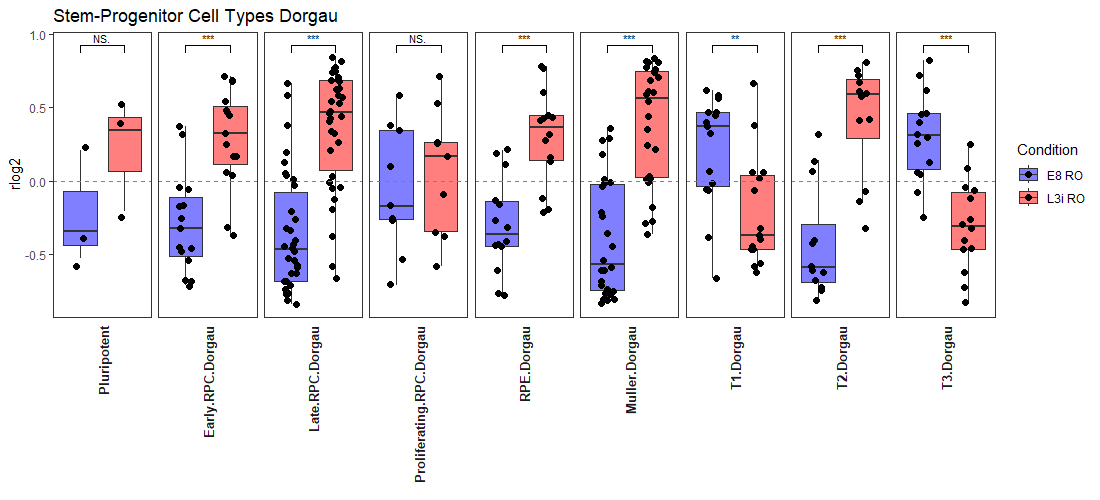 Stem-Progenitor Cell Types Dorgau
NS.
***
***
NS.
***
***
**
***
***
1.0
0.5
0.0
-0.5
rlog2
Condition
E8 RO
L3i RO
Pluripotent
Early.RPC.Dorgau
Late.RPC.Dorgau
Proliferating.RPC.Dorgau
RPE.Dorgau
Muller.Dorgau
T1.Dorgau
T2.Dorgau
T3.Dorgau